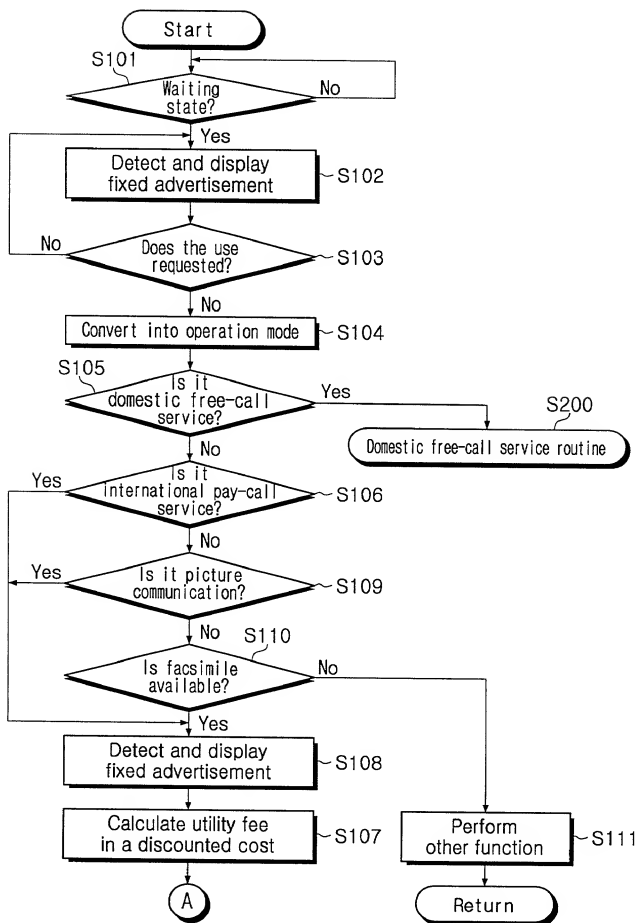 Start
S101
Waiting
state?
No
Yes
Detect and display
fixed advertisement
S102
No
Does the use
requested?
S103
No
Convert into operation mode
S104
S105
Is it
domestic free-call
service?
Yes
S200
Domestic free-call service routine
No
Yes
Is it
international pay-call
service?
S106
No
Yes
Is it picture
communication?
S109
No
S110
Is facsimile
available?
No
Yes
Detect and display
fixed advertisement
S108
Calculate utility fee
in a discounted cost
S107
Perform
other function
S111
A
Return